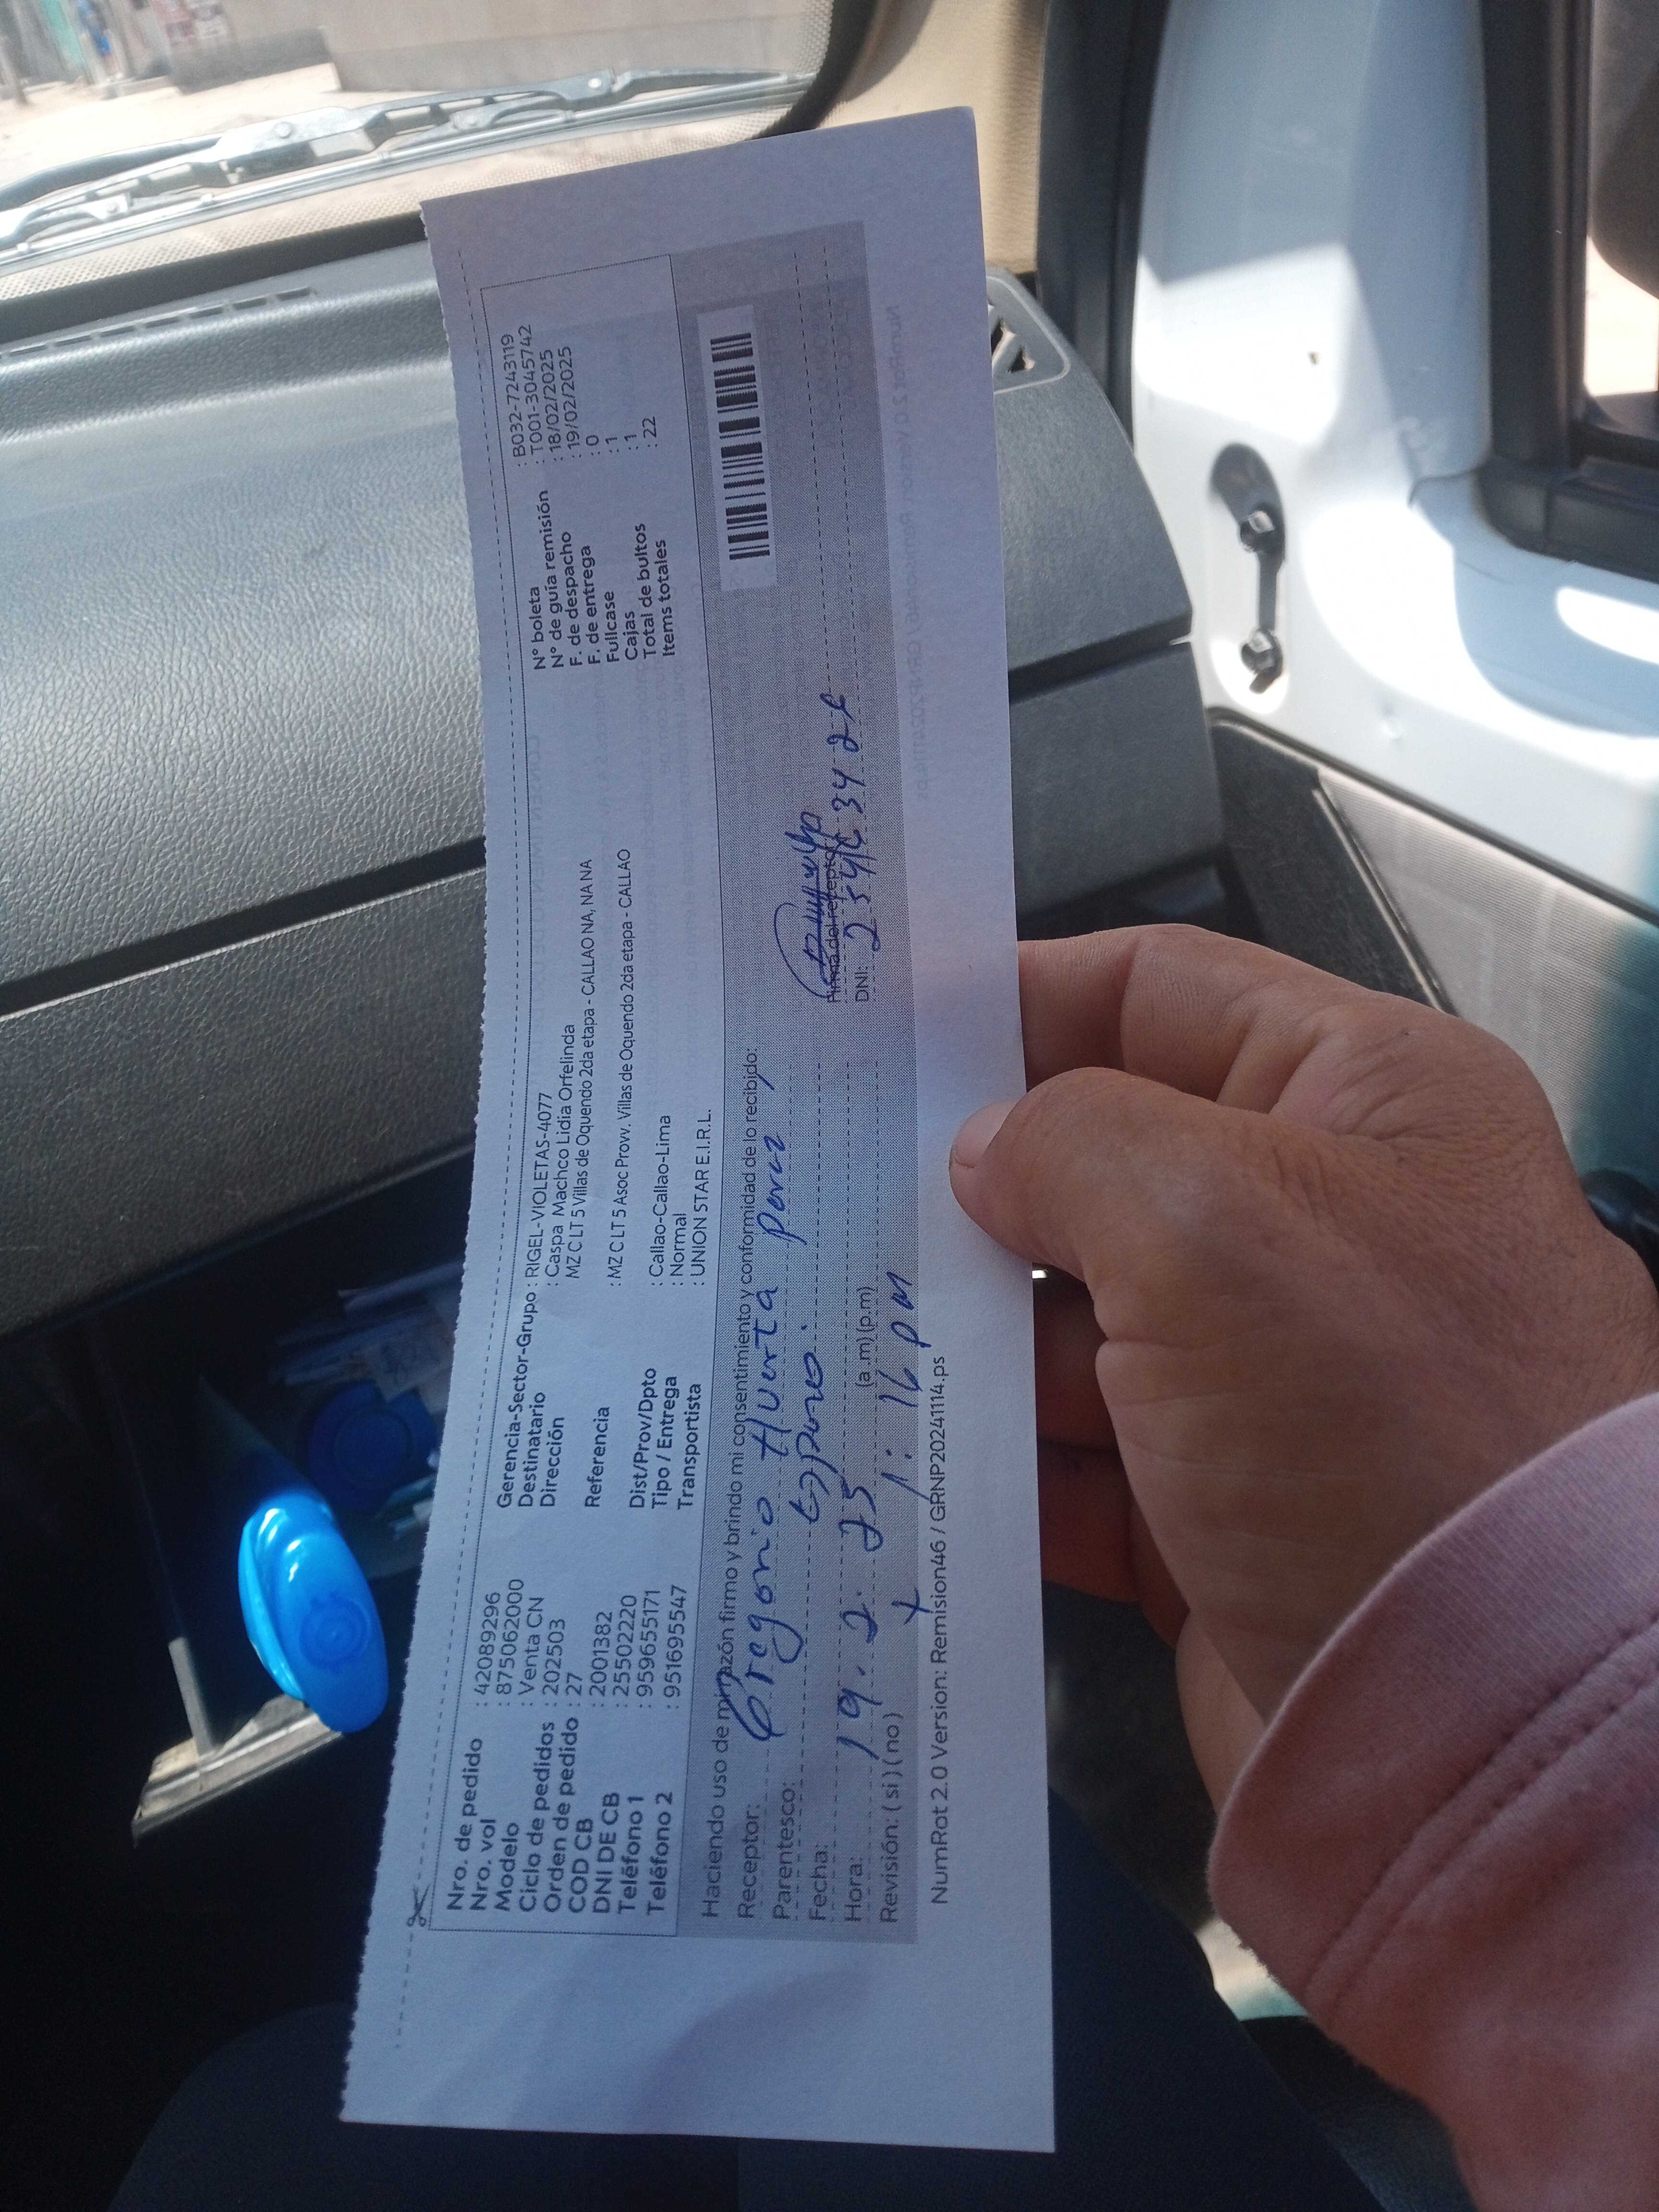 Nro. de pedido : 42089296
Nro. vol : 875062000
Modelo : Venta CN
Ciclo de pedidos : 202503
Orden de pedido : 27
COD CB : 2001382
DNI DE CB : 25502220
Teléfono 1 : 959655171
Teléfono 2 : 951695547
Gerencia-Sector-Grupo : RIGEL-VIOLETAS-4077
Destinatario : Caspa Machco Lidia Orfelinda
Dirección MZ C LT 5 Villas de Oquendo 2da etapa - CALLAO NA, NA NA
Referencia : MZ C LT 5 Asoc Provv. Villas de Oquendo 2da etapa - CALLAO
Dist/Prov/Dpto : Callao-Callao-Lima
Tipo / Entrega : Normal
Transportista : UNION STAR E.I.R.L.
N° boleta : B032-7243119
N° de guía remisión : T001-3045742
F. de despacho : 18/02/2025
F. de entrega : 19/02/2025
Fullcase : 0
Cajas : 1
Total de bultos : 1
Items totales : 22
Haciendo uso de mi razón firmo y brindo mi consentimiento y conformidad de lo recibido:
Receptor: Gregorio Huerta
Parentesco: esposo.
Fecha: 19. 2. 25
Hora: (a.m) (p.m) 1:16 pm
Revisión: ( si ) ( no )
Firma del receptor
DNI:
NumRot 2.0 Version: Remision46 / GRNP20241114.ps